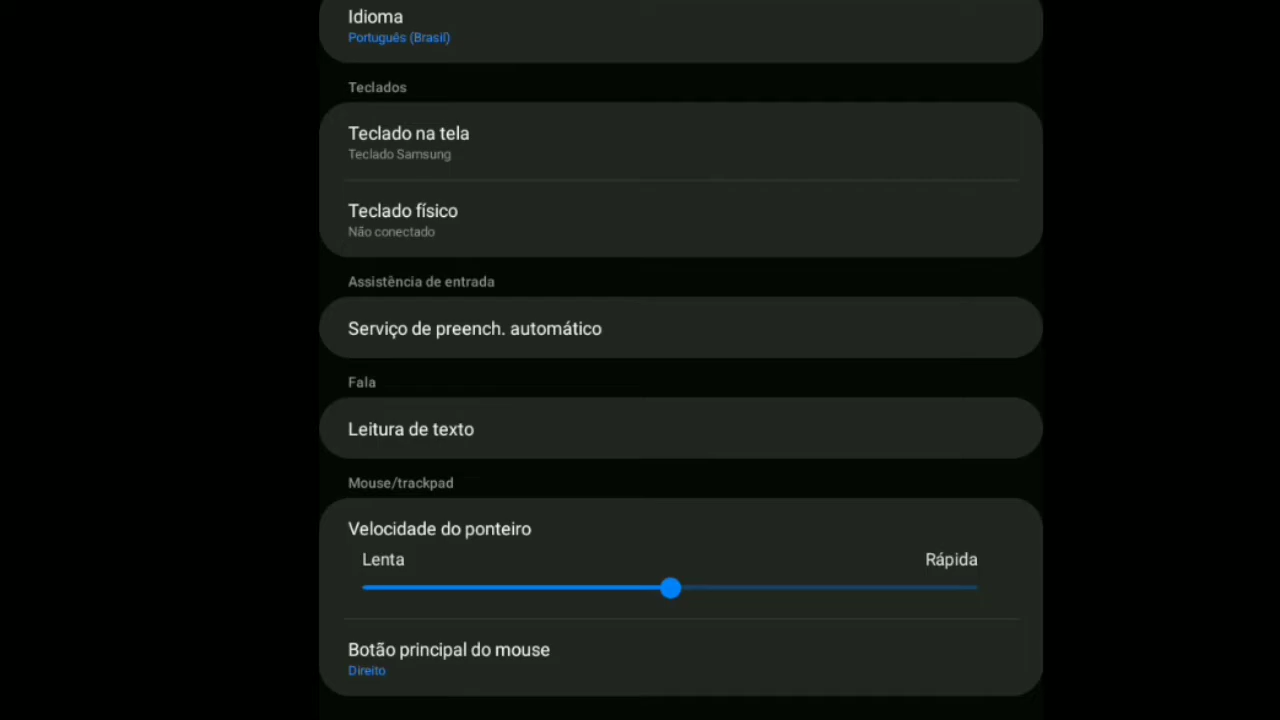 Idioma
Português (Brasil)
Teclados
Teclado na tela
Teclado Samsung
Teclado físico
Não conectado
Assistência de entrada
Serviço de preench. automático
Fala
Leitura de texto
Mouse/trackpad
Velocidade do ponteiro
Lenta Rápida
Botão principal do mouse
Direito